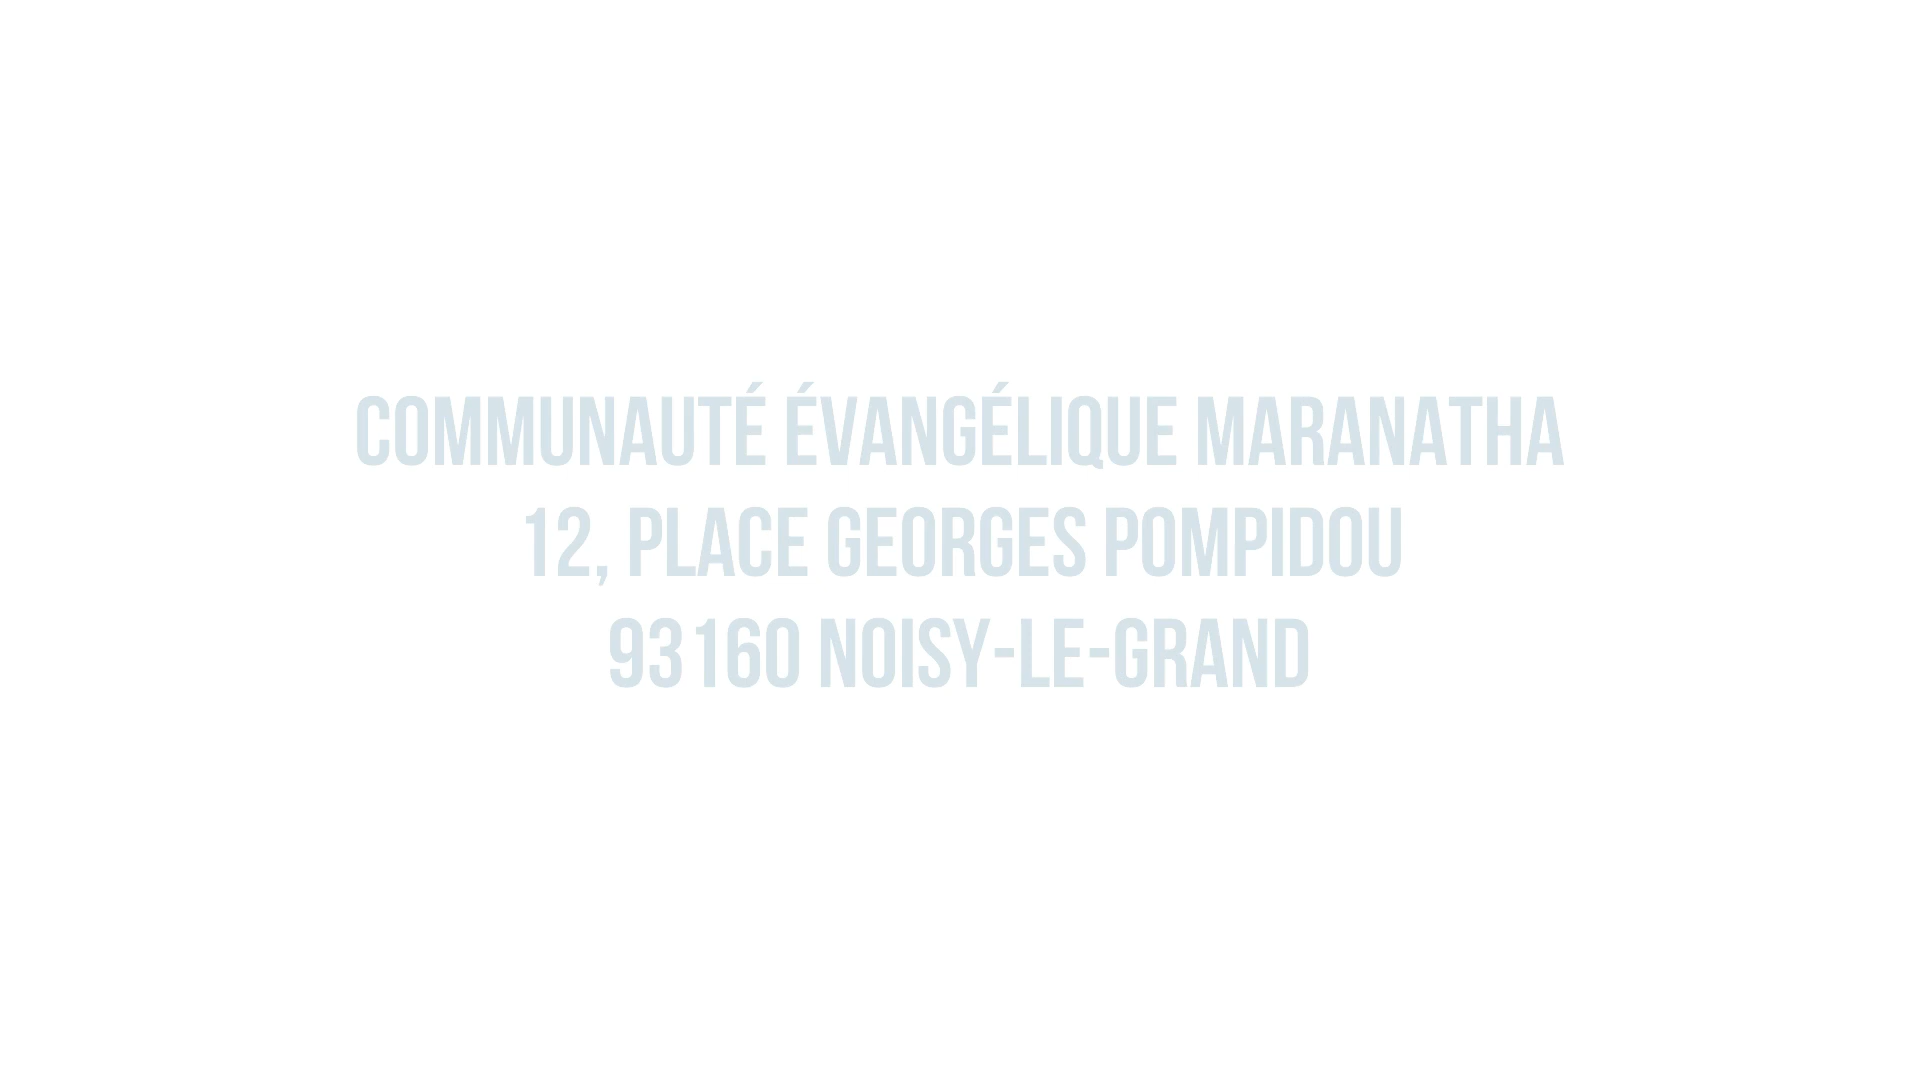 COMMUNAUTÉ ÉVANGÉLIQUE MARANATHA
12, PLACE GEORGES POMPIDOU
93160 NOISY-LE-GRAND